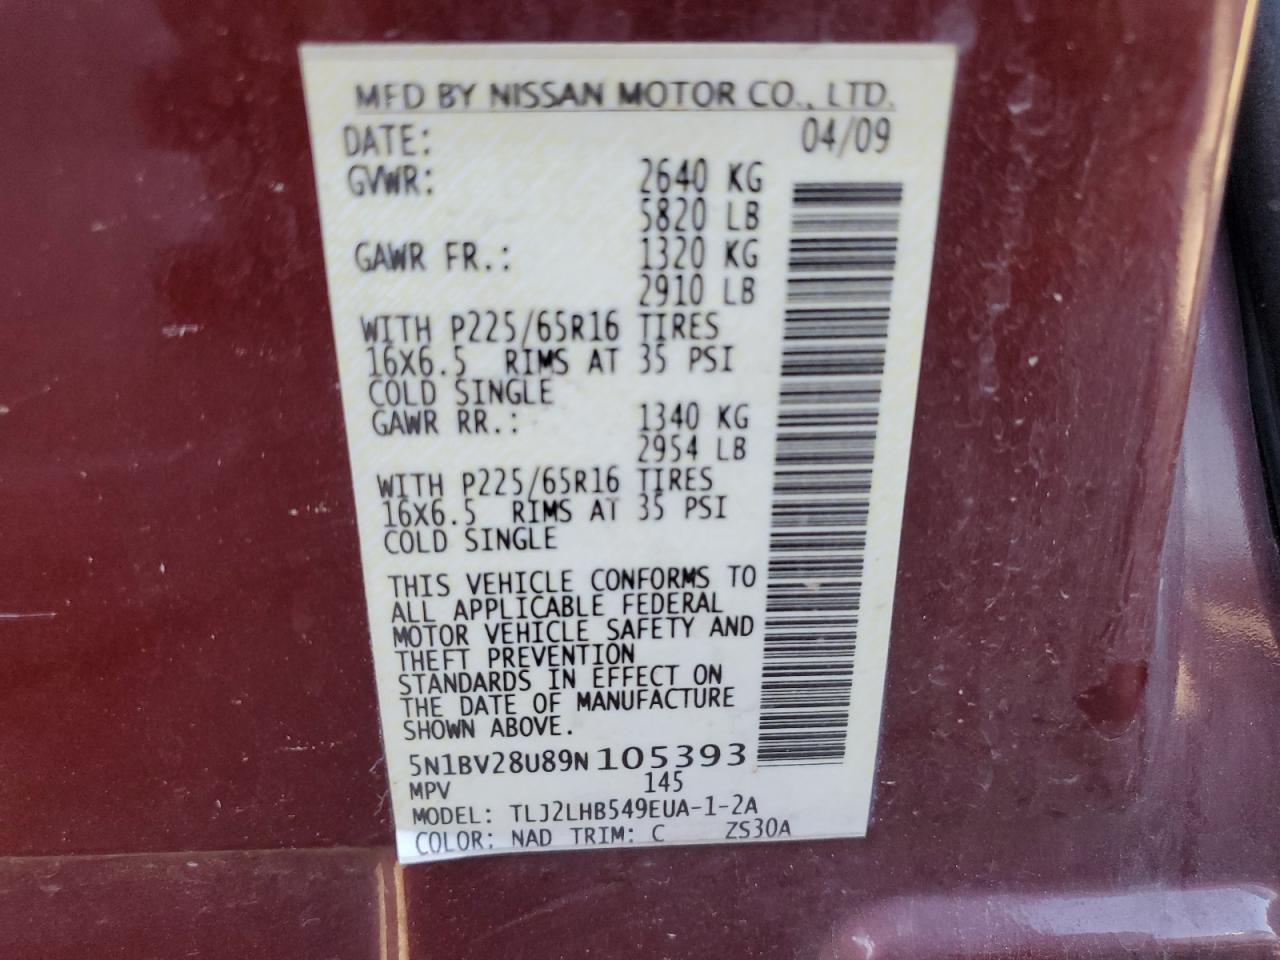 MFD BY NISSAN MOTOR CO., LTD.
DATE: 04/09
GVWR: 2640 KG
5820 LB
GAWR FR.: 1320 KG
2910 LB
WITH P225/65R16 TIRES
16X6.5 RIMS AT 35 PSI
COLD SINGLE
GAWR RR.: 1340 KG
2954 LB
WITH P225/65R16 TIRES
16X6.5 RIMS AT 35 PSI
COLD SINGLE
THIS VEHICLE CONFORMS TO
ALL APPLICABLE FEDERAL
MOTOR VEHICLE SAFETY AND
THEFT PREVENTION
STANDARDS IN EFFECT ON
THE DATE OF MANUFACTURE
SHOWN ABOVE.
5N1BV28U89N105393
MPV 145
MODEL: TLJ2LHB549EUA-1-2A
COLOR: NAD TRIM: C ZS30A